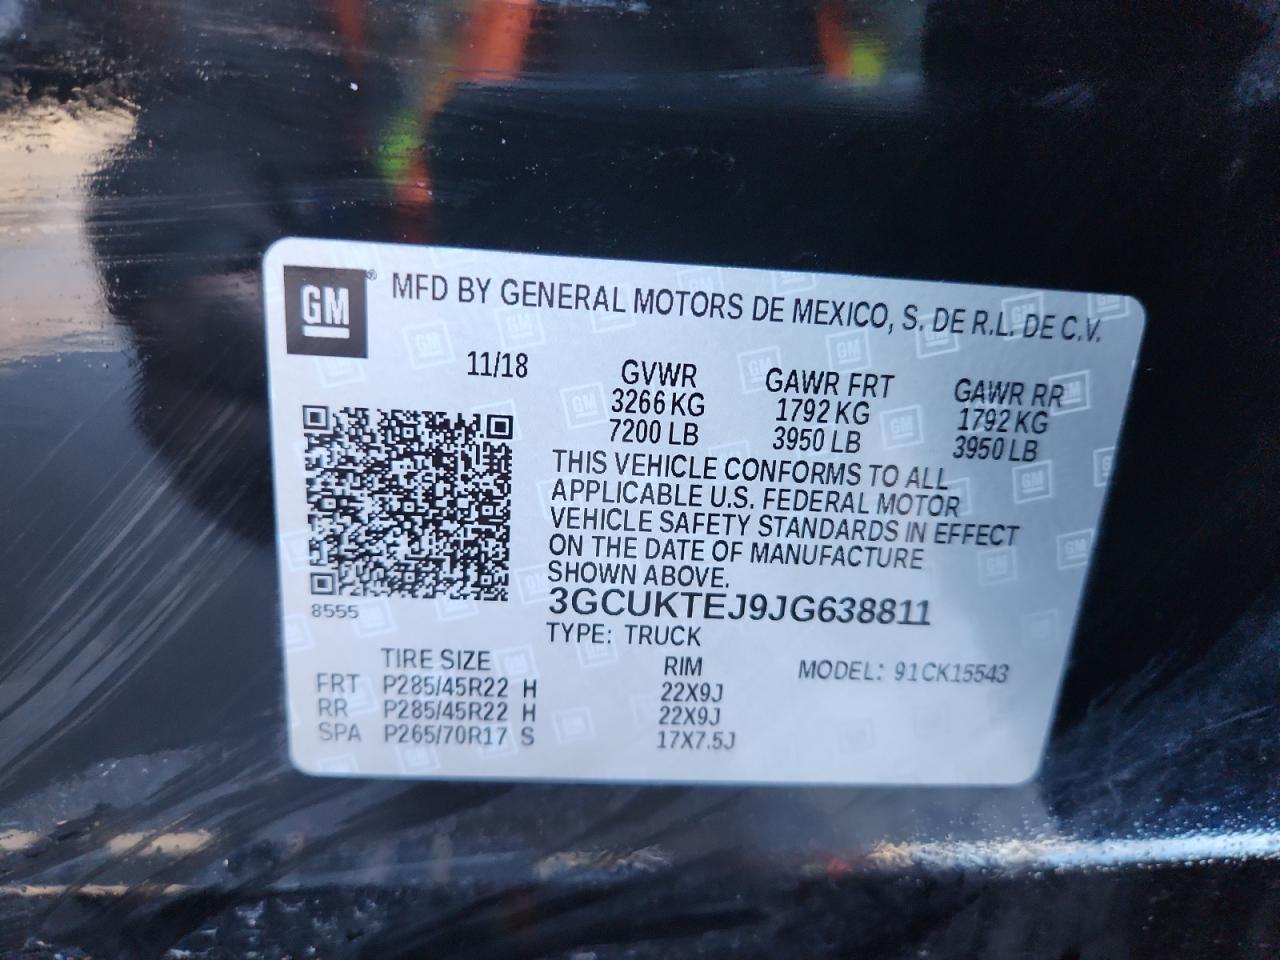 GM ® MFD BY GENERAL MOTORS DE MEXICO, S. DE R.L. DE C.V.
11/18 GVWR GAWR FRT GAWR RR
3266 KG 1792 KG 1792 KG
7200 LB 3950 LB 3950 LB
THIS VEHICLE CONFORMS TO ALL
APPLICABLE U.S. FEDERAL MOTOR
VEHICLE SAFETY STANDARDS IN EFFECT
ON THE DATE OF MANUFACTURE
SHOWN ABOVE.
8555
3GCUKTEJ9JG638811
TYPE: TRUCK
TIRE SIZE RIM MODEL: 91CK15543
FRT P285/45R22 H 22X9J
RR P285/45R22 H 22X9J
SPA P265/70R17 S 17X7.5J